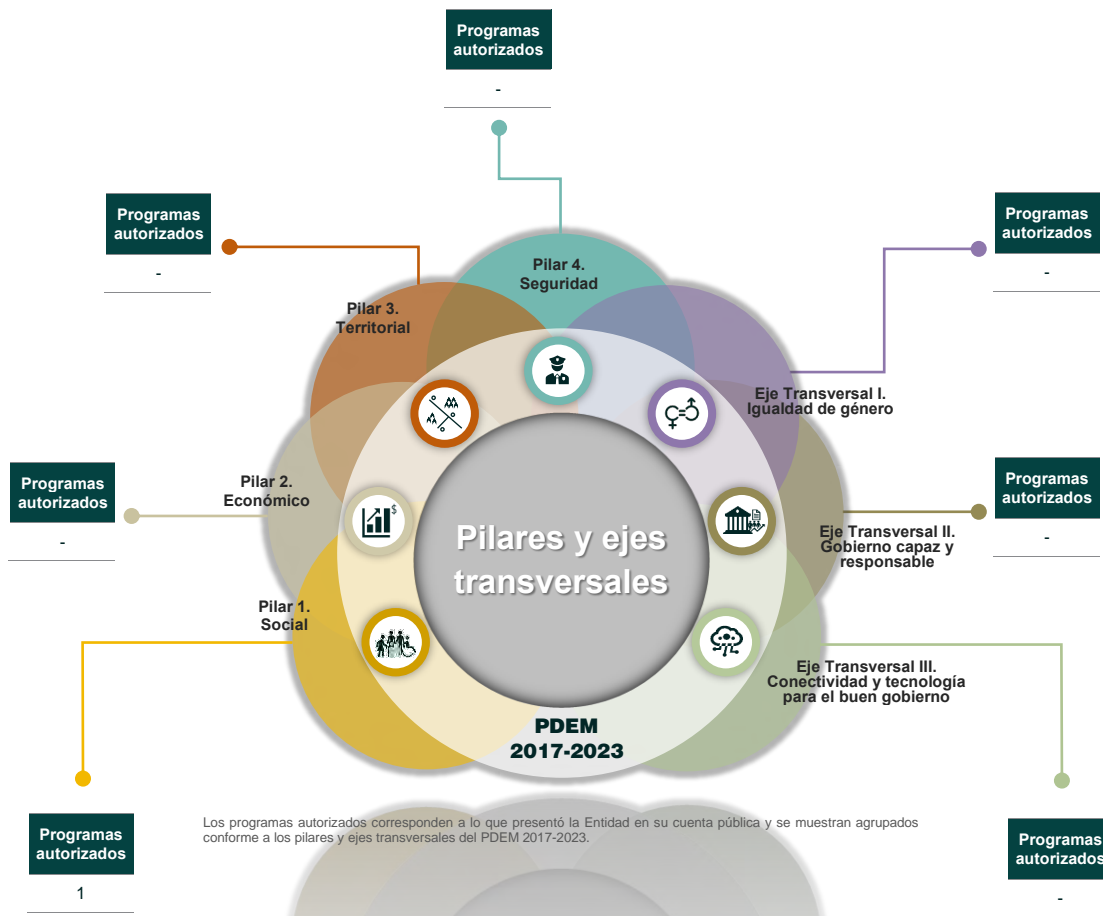 Programas
autorizados
-
Programas
autorizados
-
Programas
autorizados
-
Pilar 4.
Seguridad
Pilar 3.
Territorial
Eje Transversal I.
Igualdad de género
Programas
autorizados
-
Pilar 2.
Económico
$
Programas
autorizados
-
Eje Transversal II.
Gobierno capaz y
responsable
Pilares y ejes
transversales
Pilar 1.
Social
Eje Transversal III.
Conectividad y tecnología
para el buen gobierno
PDEM
2017-2023
Programas
autorizados
1
Los programas autorizados corresponden a lo que presentó la Entidad en su cuenta pública y se muestran agrupados
conforme a los pilares y ejes transversales del PDEM 2017-2023.
Programas
autorizados
-